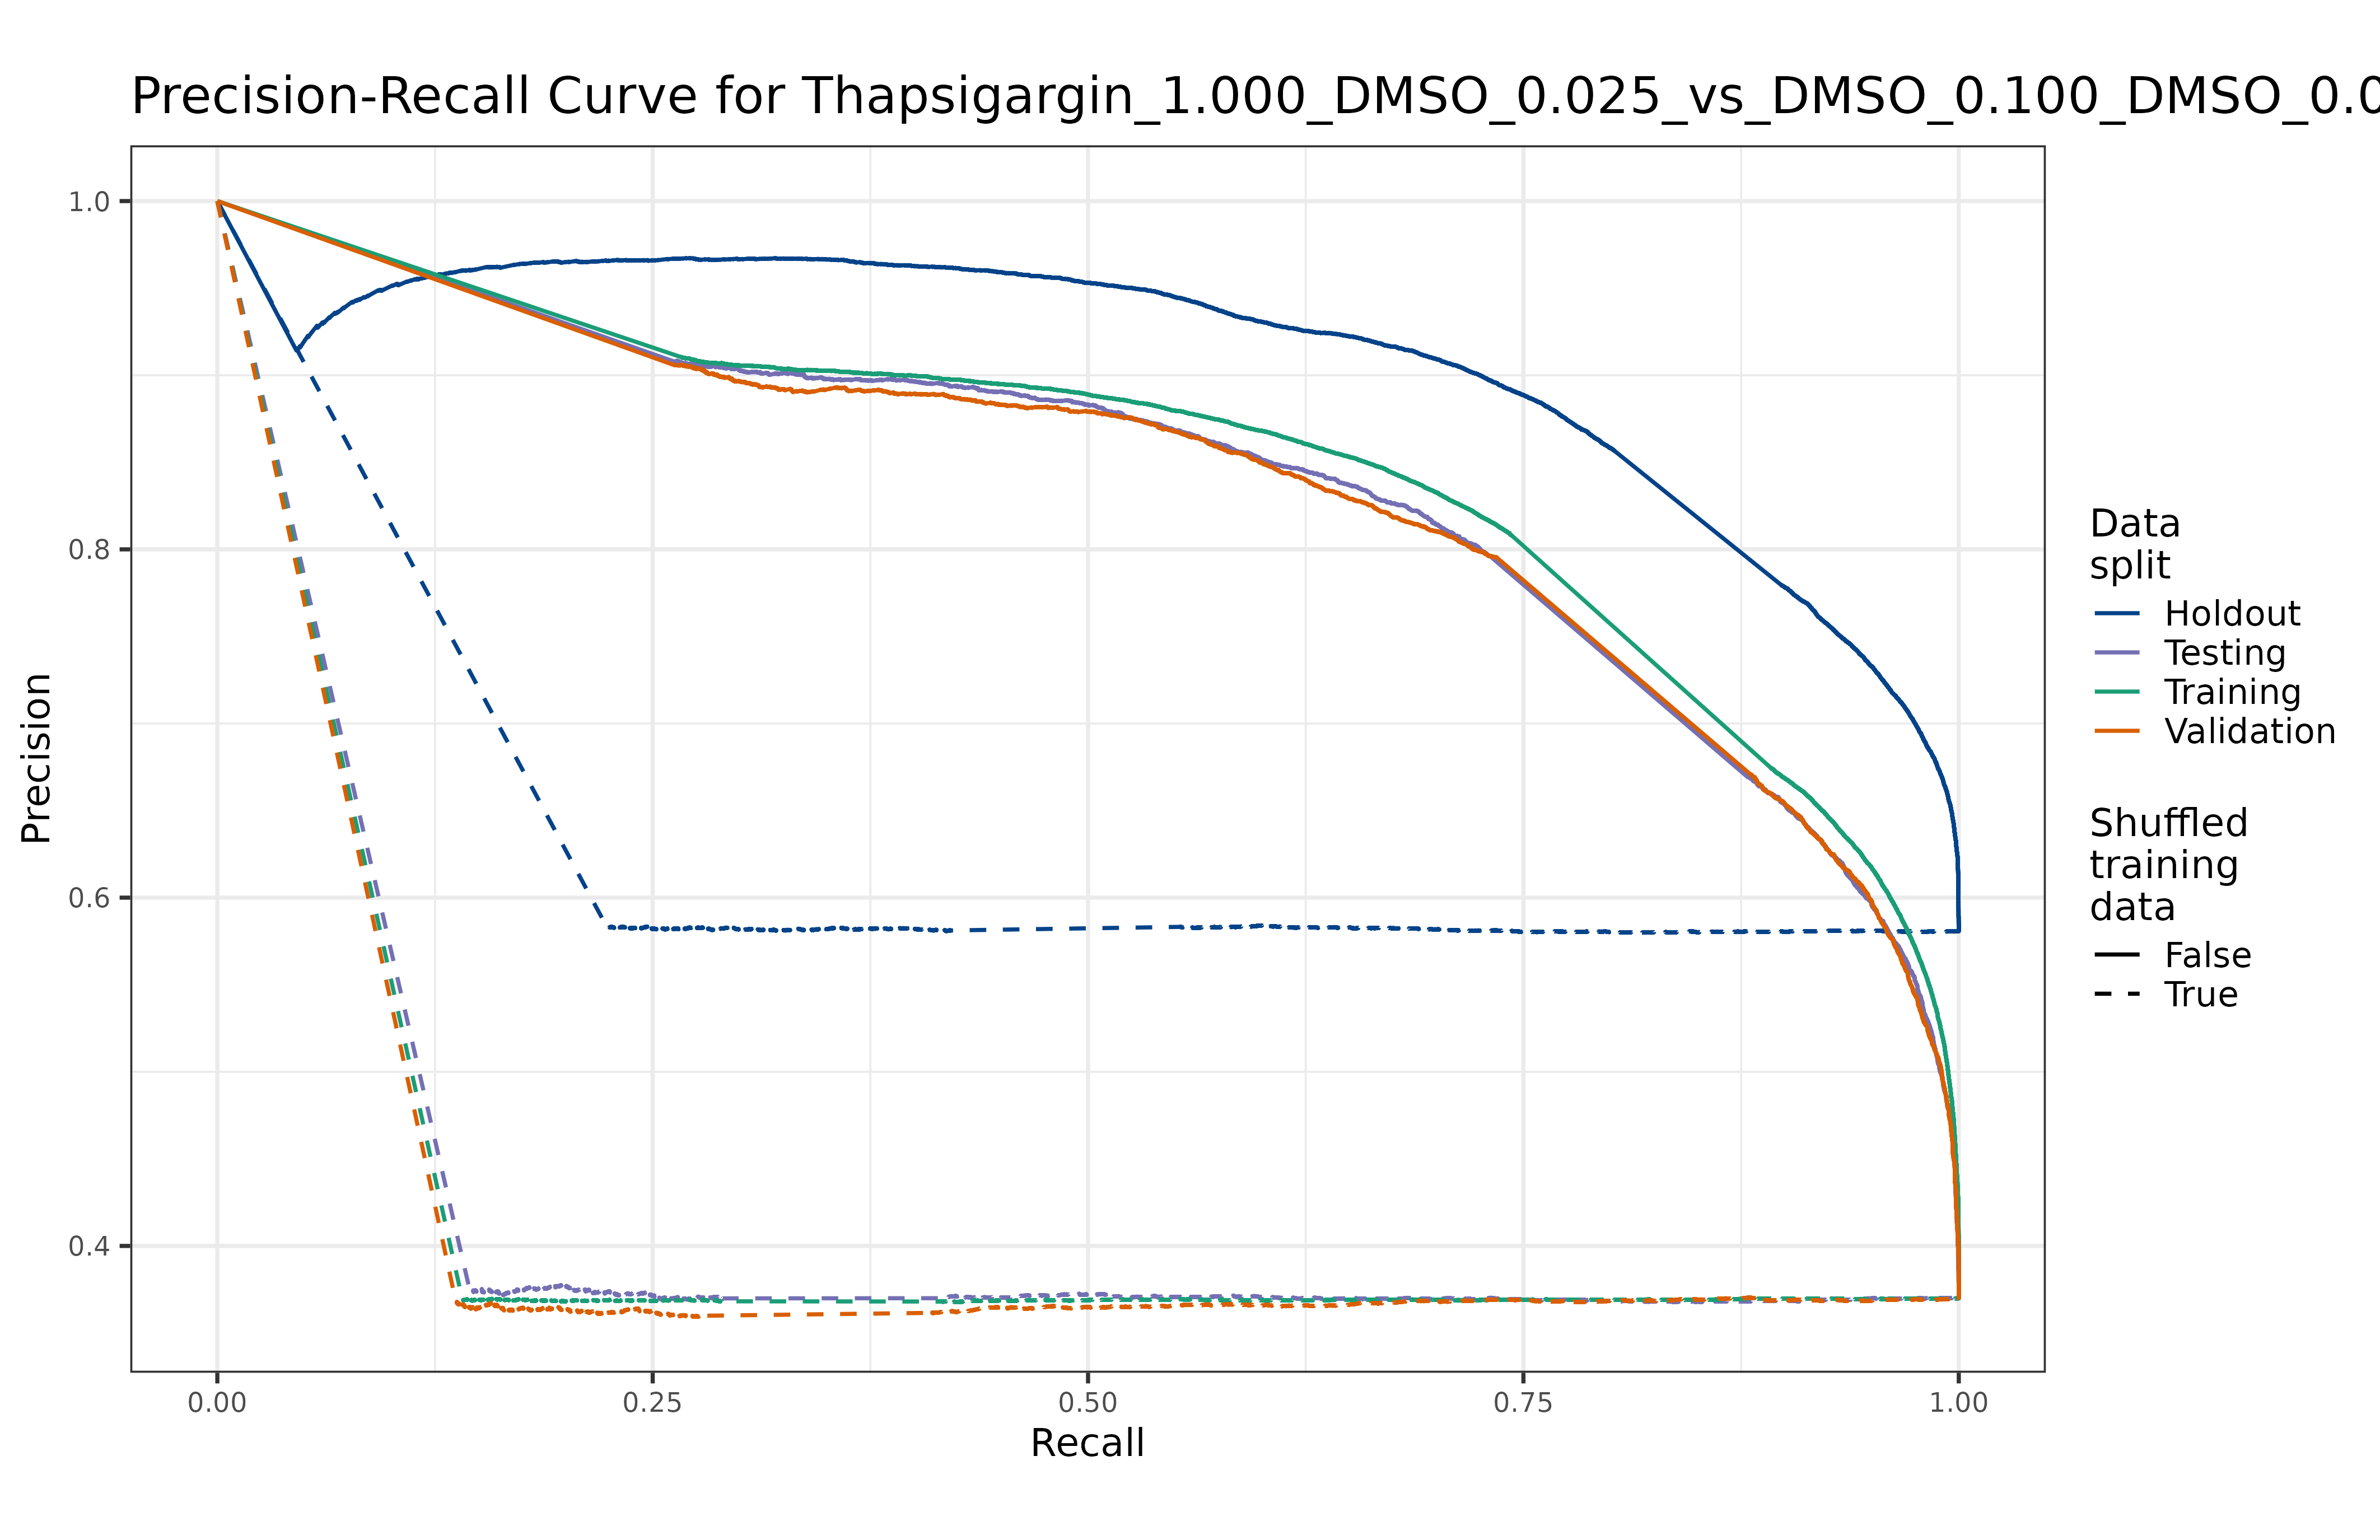 Precision-Recall Curve for Thapsigargin_1.000_DMSO_0.025_vs_DMSO_0.100_DMSO_0.0
1.0
0.8
0.6
0.4
Precision
0.00
0.25
0.50
0.75
1.00
Recall
Data
split
Holdout
Testing
Training
Validation
Shuffled
training
data
False
True